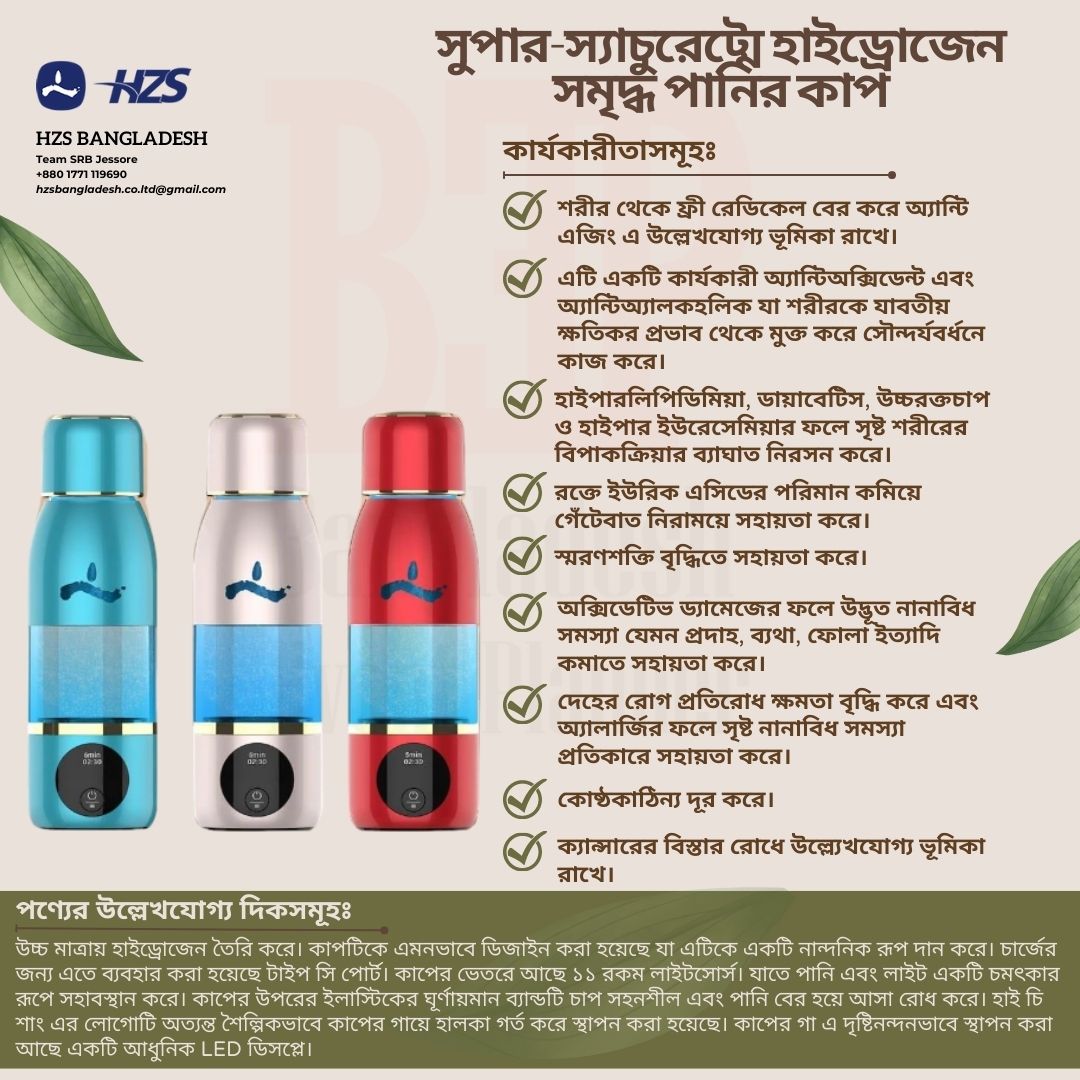 সুপার-স্যাচুরেট্মে হাইড্রোজেন
সমৃদ্ধ পানির কাপ
HZS
HZS BANGLADESH
Team SRB Jessore
+880 1771 119690
hzsbangladesh.co.ltd@gmail.com
কার্যকারীতাসমূহঃ
শরীর থেকে ফ্রী রেডিকেল বের করে অ্যান্টি
এজিং এ উল্লেখযোগ্য ভূমিকা রাখে।
এটি একটি কার্যকারী অ্যান্টিঅক্সিডেন্ট এবং
অ্যান্টিঅ্যালকহলিক যা শরীরকে যাবতীয়
ক্ষতিকর প্রভাব থেকে মুক্ত করে সৌন্দর্যবর্ধনে
কাজ করে।
হাইপারলিপিডিমিয়া, ডায়াবেটিস, উচ্চরক্তচাপ
ও হাইপার ইউরেসেমিয়ার ফলে সৃষ্ট শরীরের
বিপাকক্রিয়ার ব্যাঘাত নিরসন করে।
রক্তে ইউরিক এসিডের পরিমান কমিয়ে
গেঁটেবাত নিরাময়ে সহায়তা করে।
স্মরণশক্তি বৃদ্ধিতে সহায়তা করে।
অক্সিডেটিভ ড্যামেজের ফলে উদ্ভূত নানাবিধ
সমস্যা যেমন প্রদাহ, ব্যথা, ফোলা ইত্যাদি
কমাতে সহায়তা করে।
দেহের রোগ প্রতিরোধ ক্ষমতা বৃদ্ধি করে এবং
অ্যালার্জির ফলে সৃষ্ট নানাবিধ সমস্যা
প্রতিকারে সহায়তা করে।
কোষ্ঠকাঠিন্য দূর করে।
ক্যান্সারের বিস্তার রোধে উল্ল্যেখযোগ্য ভূমিকা
রাখে।
6min
02:30
6min
02:30
5min
02:30
পণ্যের উল্লেখযোগ্য দিকসমূহঃ
উচ্চ মাত্রায় হাইড্রোজেন তৈরি করে। কাপটিকে এমনভাবে ডিজাইন করা হয়েছে যা এটিকে একটি নান্দনিক রূপ দান করে। চার্জের
জন্য এতে ব্যবহার করা হয়েছে টাইপ সি পোর্ট। কাপের ভেতরে আছে ১১ রকম লাইটসোর্স। যাতে পানি এবং লাইট একটি চমৎকার
রূপে সহাবস্থান করে। কাপের উপরের ইলাস্টিকের ঘূর্ণায়মান ব্যান্ডটি চাপ সহনশীল এবং পানি বের হয়ে আসা রোধ করে। হাই চি
শাং এর লোগোটি অত্যন্ত শৈল্পিকভাবে কাপের গায়ে হালকা গর্ত করে স্থাপন করা হয়েছে। কাপের গা এ দৃষ্টিনন্দনভাবে স্থাপন করা
আছে একটি আধুনিক LED ডিসপ্লে।